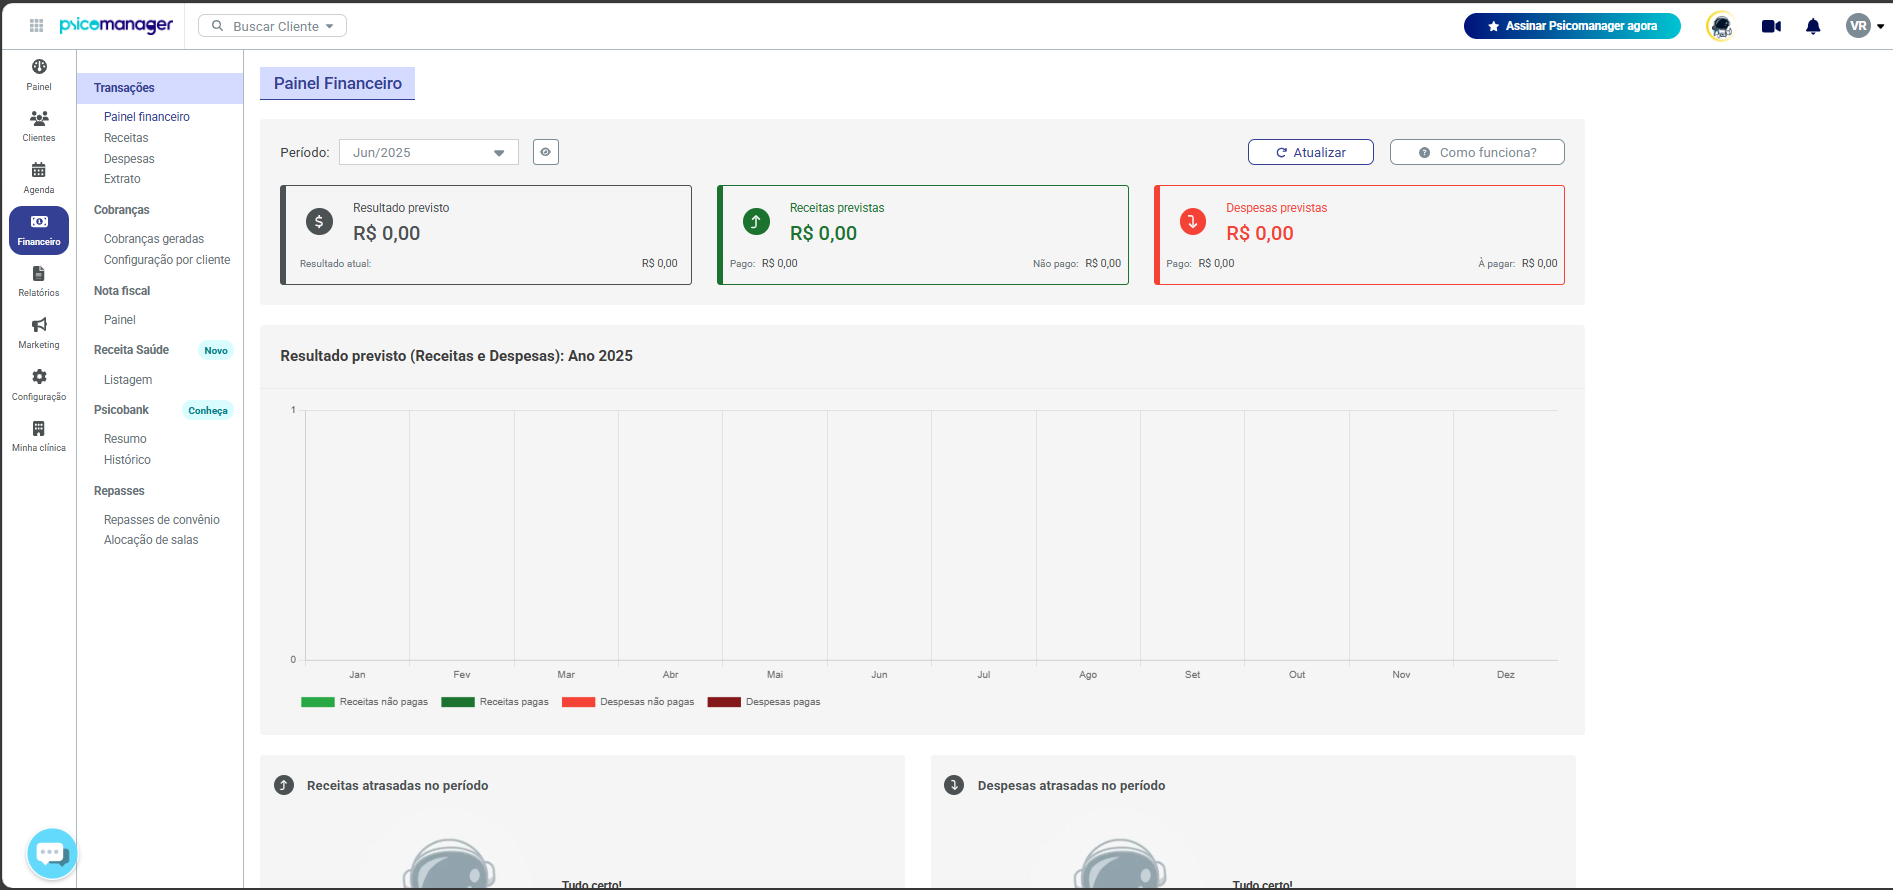 psicomanager
Buscar Cliente
Assinar Psicomanager agora
VR
Painel
Clientes
Agenda
Financeiro
Relatórios
Marketing
Configuração
Minha clínica
Transações
Painel financeiro
Receitas
Despesas
Extrato
Cobranças
Cobranças geradas
Configuração por cliente
Nota fiscal
Painel
Receita Saúde Novo
Listagem
Psicobank Conheça
Resumo
Histórico
Repasses
Repasses de convênio
Alocação de salas
Painel Financeiro
Período: Jun/2025
Atualizar
Como funciona?
Resultado previsto
R$ 0,00
Resultado atual: R$ 0,00
Receitas previstas
R$ 0,00
Pago: R$ 0,00 Não pago: R$ 0,00
Despesas previstas
R$ 0,00
Pago: R$ 0,00 À pagar: R$ 0,00
Resultado previsto (Receitas e Despesas): Ano 2025
1
0
Jan Fev Mar Abr Mai Jun Jul Ago Set Out Nov Dez
Receitas não pagas Receitas pagas Despesas não pagas Despesas pagas
Receitas atrasadas no período
Tudo certo!
Despesas atrasadas no período
Tudo certo!